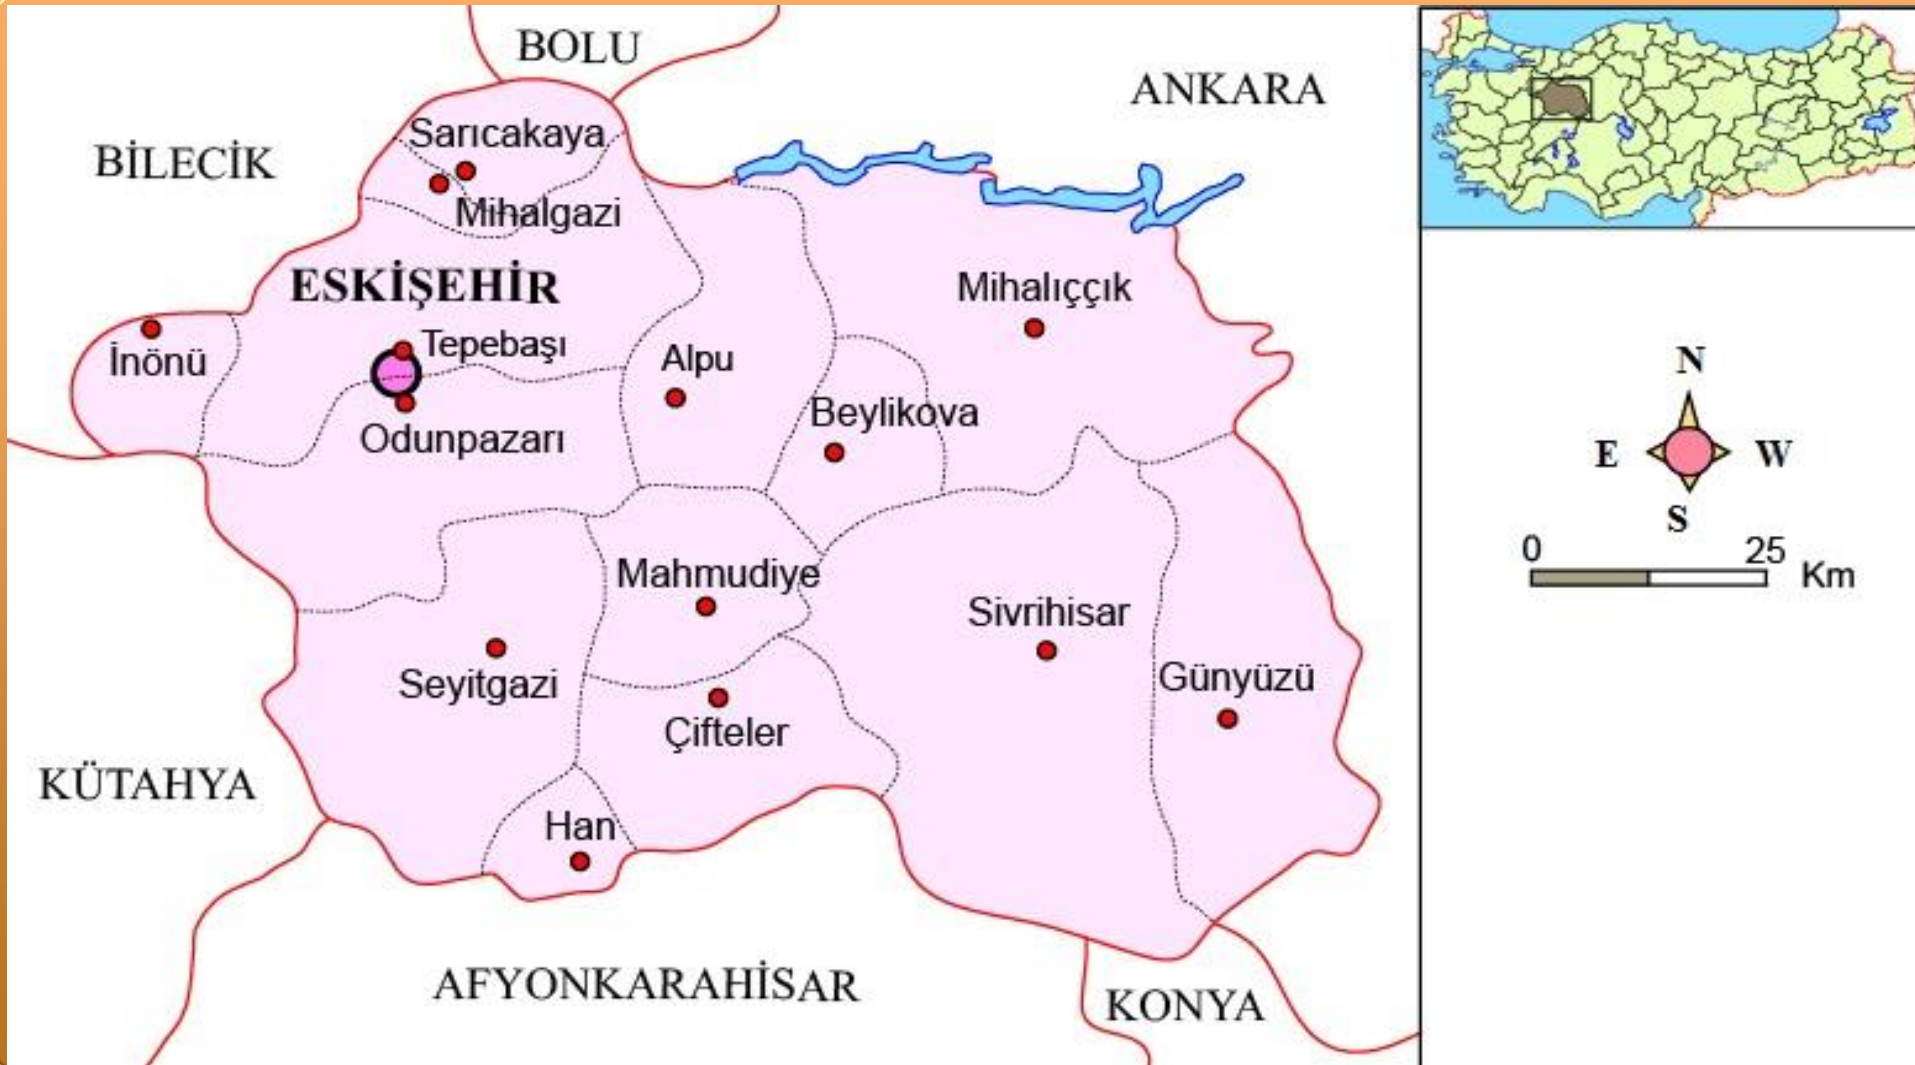 BOLU
ANKARA
Sarıcakaya
BİLECİK
Mihalgazi
ESKİŞEHİR
Mihalıççık
Tepebaşı
İnönü
Alpu
Beylikova
Odunpazarı
Mahmudiye
Sivrihisar
Seyitgazi
Günyüzü
Çifteler
KÜTAHYA
Han
AFYONKARAHİSAR
KONYA
N
E W
S
0 25 Km